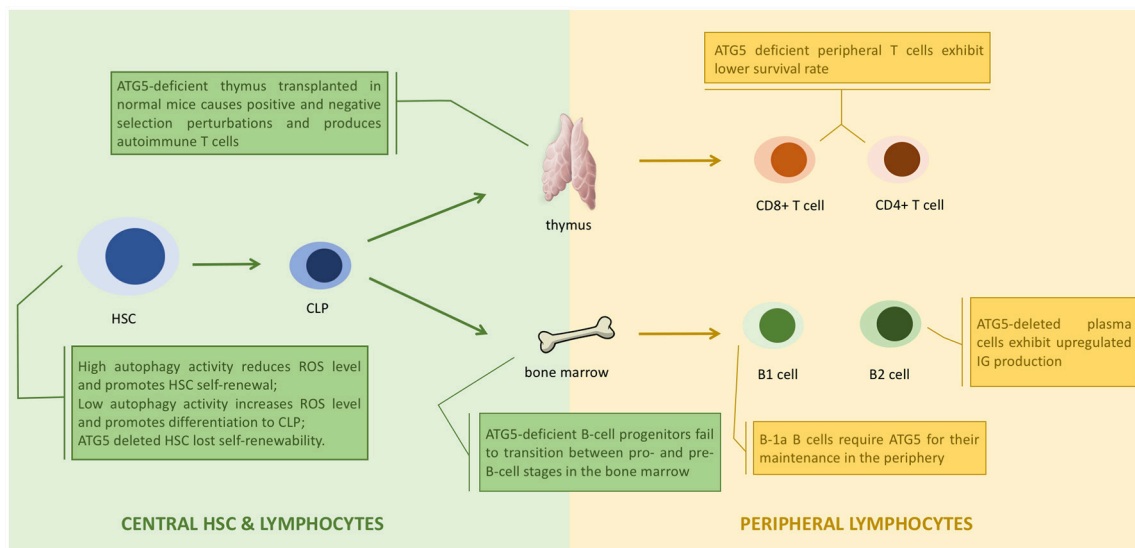 ATG5 deficient peripheral T cells exhibit
lower survival rate
ATG5-deficient thymus transplanted in
normal mice causes positive and negative
selection perturbations and produces
autoimmune T cells
thymus
CD8+ T cell
CD4+ T cell
HSC
CLP
bone marrow
B1 cell
B2 cell
ATG5-deleted plasma
cells exhibit upregulated
IG production
High autophagy activity reduces ROS level
and promotes HSC self-renewal;
Low autophagy activity increases ROS level
and promotes differentiation to CLP;
ATG5 deleted HSC lost self-renewability.
ATG5-deficient B-cell progenitors fail
to transition between pro- and pre-
B-cell stages in the bone marrow
B-1a B cells require ATG5 for their
maintenance in the periphery
CENTRAL HSC & LYMPHOCYTES
PERIPHERAL LYMPHOCYTES